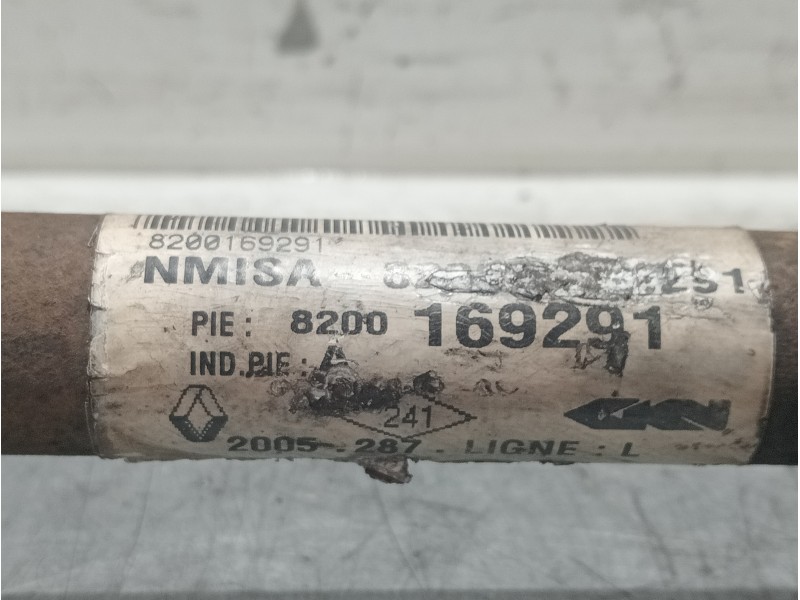 8200169291
NMISA
PIE: 8200 169291
IND.PIE:
241
2005.287. LIGNE: L